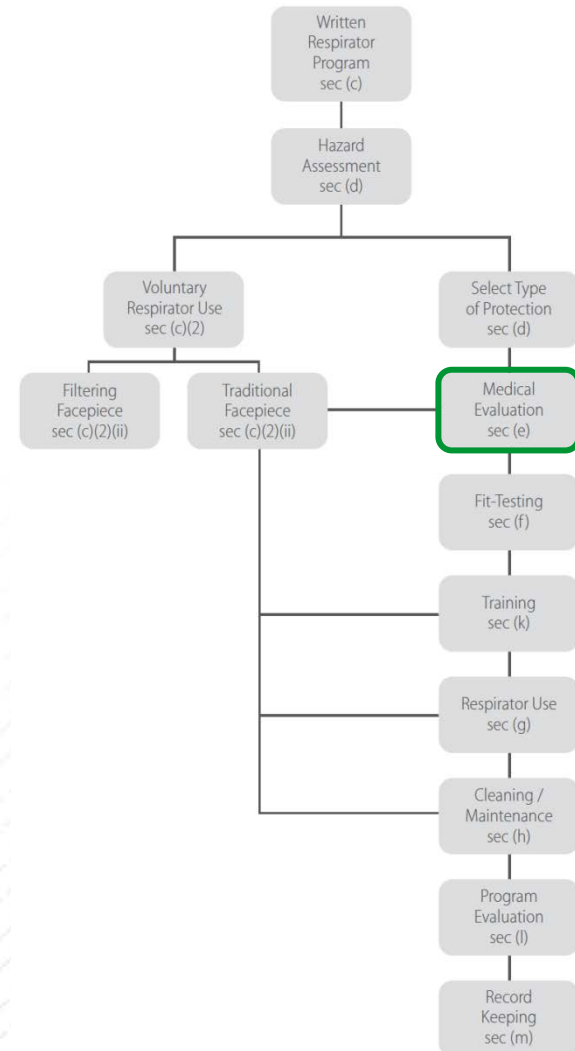 Written
Respirator
Program
sec (c)
Hazard
Assessment
sec (d)
Voluntary
Respirator Use
sec (c)(2)
Select Type
of Protection
sec (d)
Filtering
Facepiece
sec (c)(2)(ii)
Traditional
Facepiece
sec (c)(2)(ii)
Medical
Evaluation
sec (e)
Fit-Testing
sec (f)
Training
sec (k)
Respirator Use
sec (g)
Cleaning /
Maintenance
sec (h)
Program
Evaluation
sec (l)
Record
Keeping
sec (m)